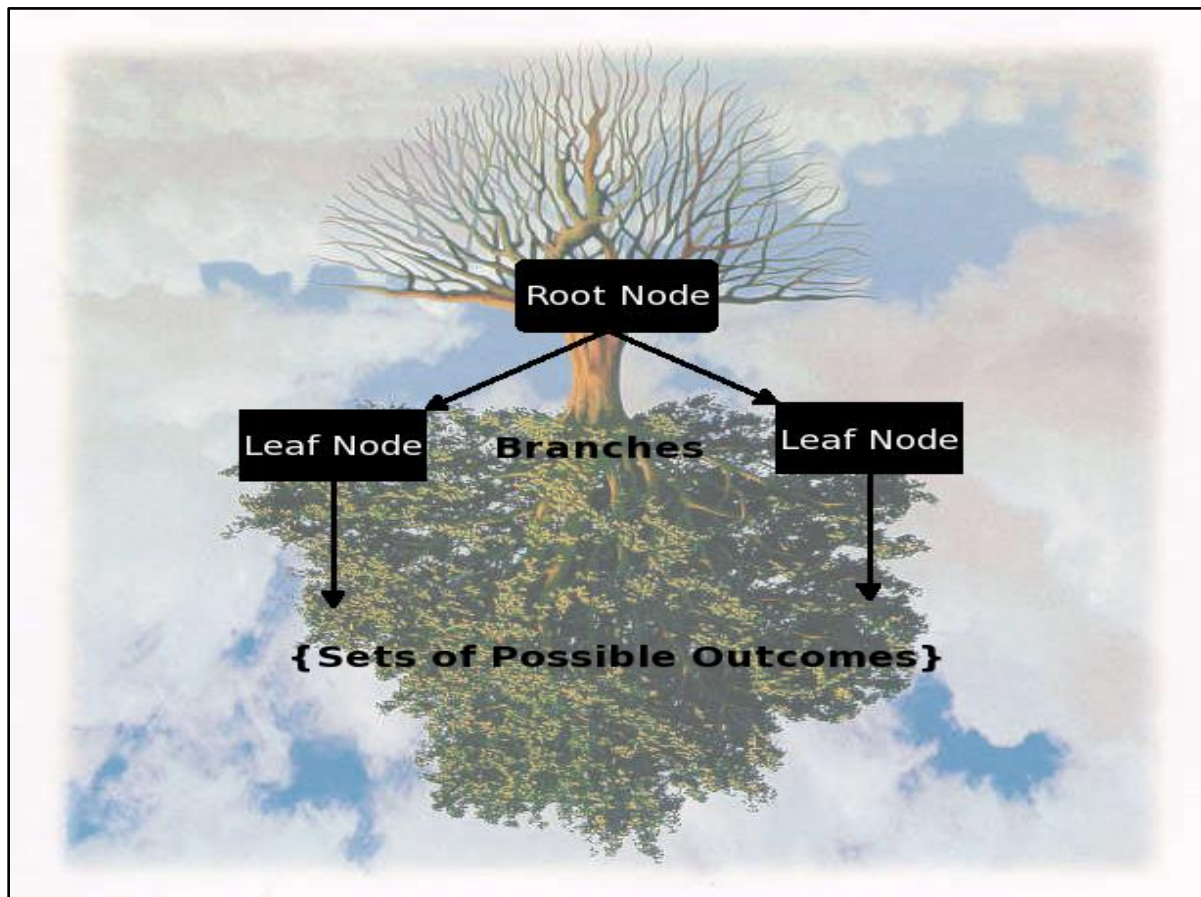 Root Node
Leaf Node
Branches
Leaf Node
{Sets of Possible Outcomes}